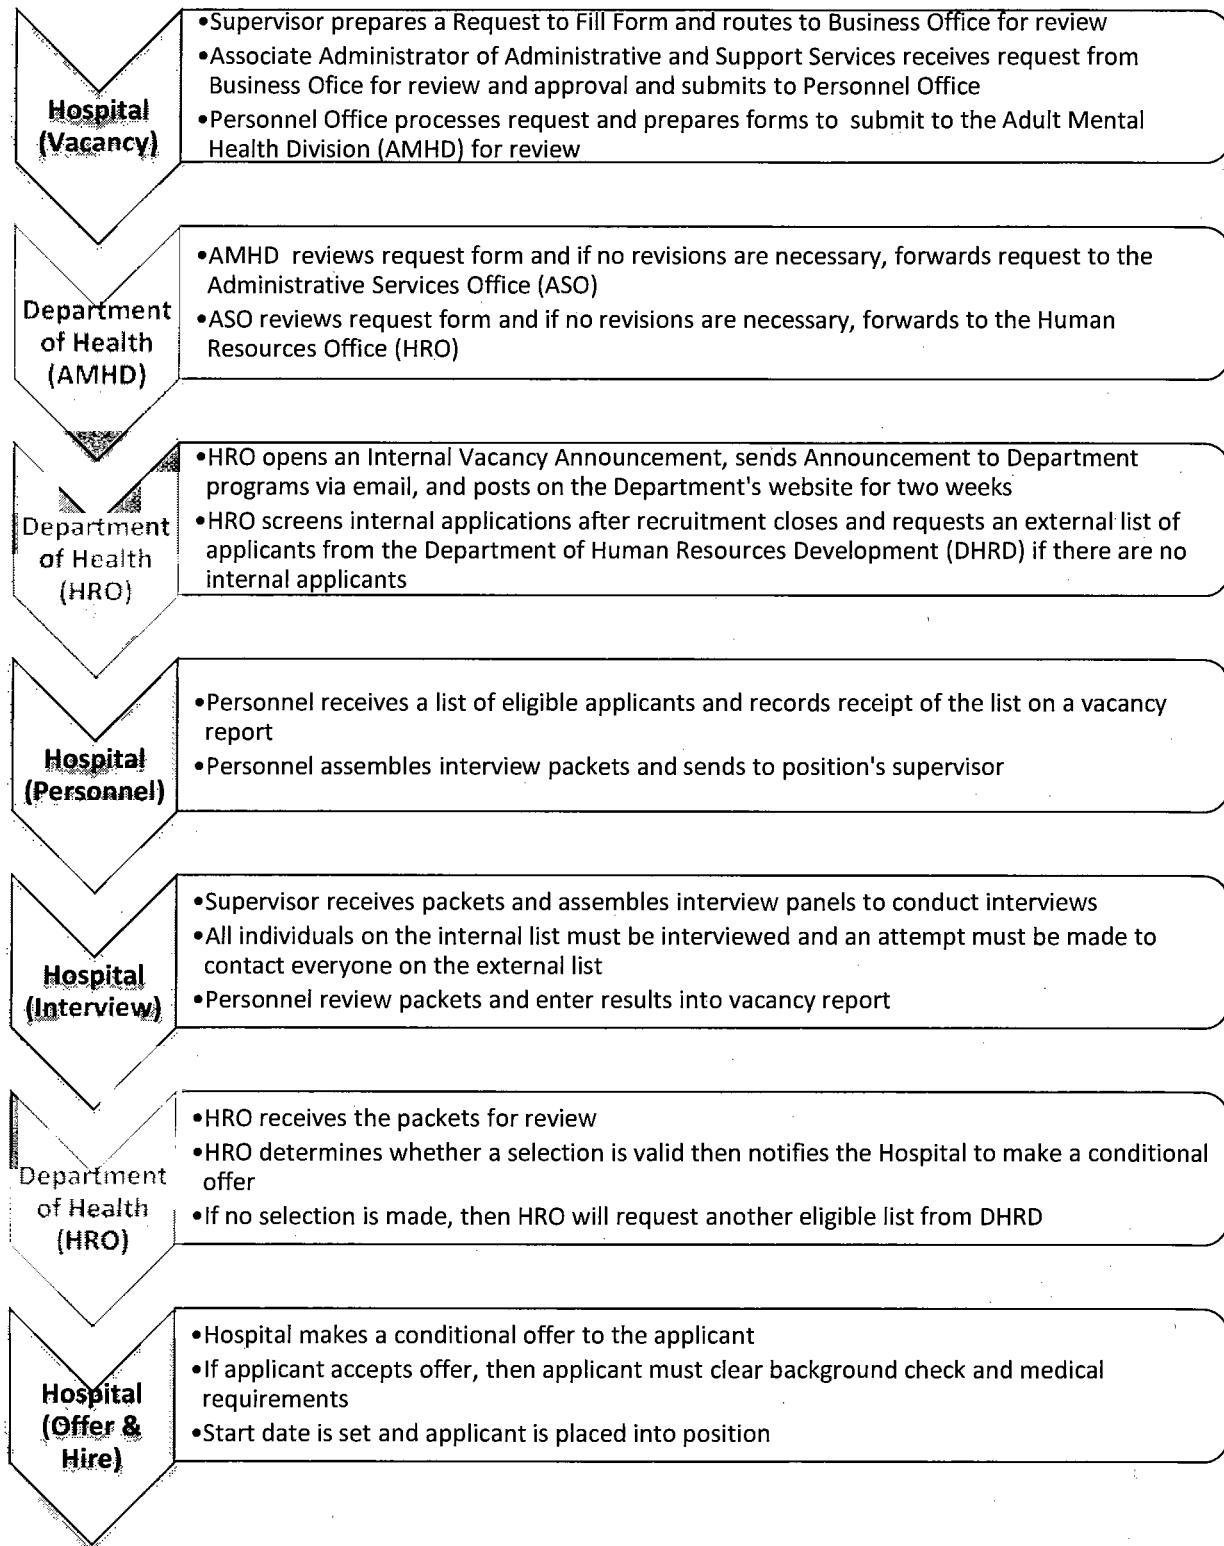 Hospital
(Vacancy)
•Supervisor prepares a Request to Fill Form and routes to Business Office for review
•Associate Administrator of Administrative and Support Services receives request from
Business Ofice for review and approval and submits to Personnel Office
•Personnel Office processes request and prepares forms to submit to the Adult Mental
Health Division (AMHD) for review
Department
of Health
(AMHD)
•AMHD reviews request form and if no revisions are necessary, forwards request to the
Administrative Services Office (ASO)
•ASO reviews request form and if no revisions are necessary, forwards to the Human
Resources Office (HRO)
Department
of Health
(HRO)
•HRO opens an Internal Vacancy Announcement, sends Announcement to Department
programs via email, and posts on the Department's website for two weeks
•HRO screens internal applications after recruitment closes and requests an external list of
applicants from the Department of Human Resources Development (DHRD) if there are no
internal applicants
Hospital
(Personnel)
•Personnel receives a list of eligible applicants and records receipt of the list on a vacancy
report
•Personnel assembles interview packets and sends to position's supervisor
Hospital
(Interview)
•Supervisor receives packets and assembles interview panels to conduct interviews
•All individuals on the internal list must be interviewed and an attempt must be made to
contact everyone on the external list
•Personnel review packets and enter results into vacancy report
Department
of Health
(HRO)
•HRO receives the packets for review
•HRO determines whether a selection is valid then notifies the Hospital to make a conditional
offer
•If no selection is made, then HRO will request another eligible list from DHRD
Hospital
(Offer &
Hire)
•Hospital makes a conditional offer to the applicant
•If applicant accepts offer, then applicant must clear background check and medical
requirements
•Start date is set and applicant is placed into position